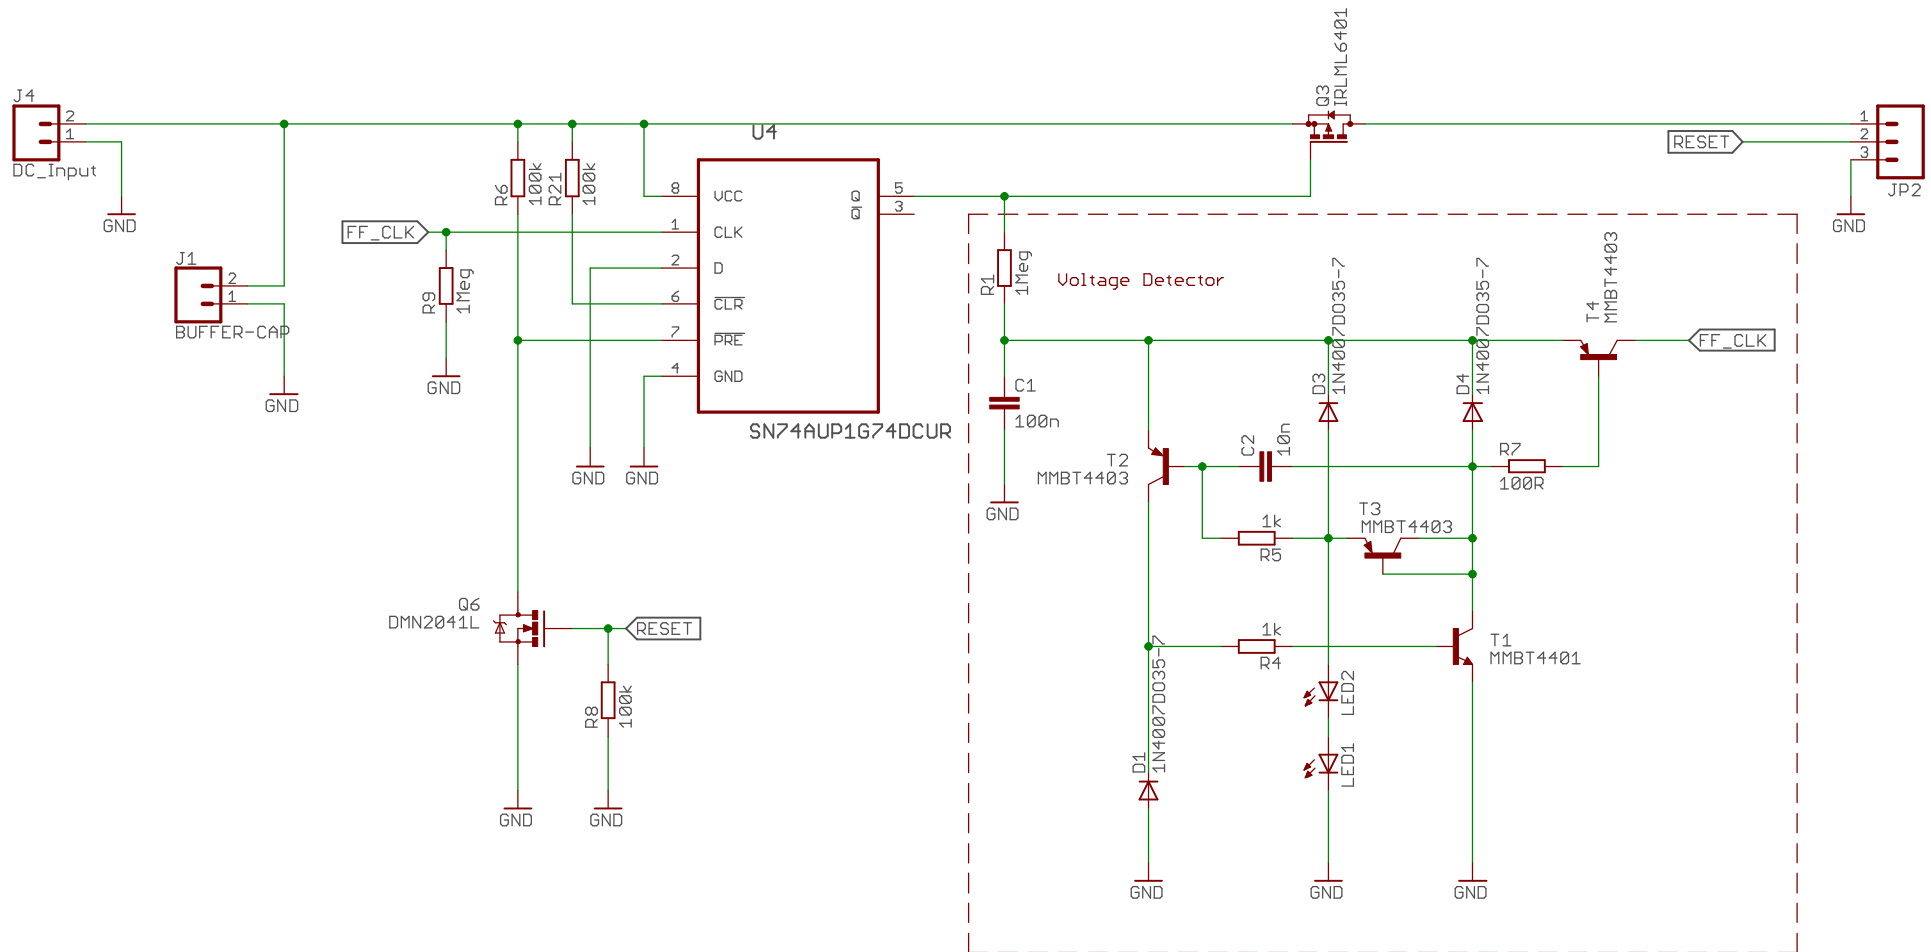 J4
2
1
DC_Input
GND
J1
2
1
BUFFER-CAP
GND
FF_CLK
R9
1Meg
GND
R6
100k
R21
100k
U4
8
VCC
1
CLK
2
D
6
CLR
7
PRE
4
GND
Q
5
Q
3
SN74AUP1G74DCUR
GND
GND
Q6
DMN2041L
RESET
R8
100k
GND
GND
Q3
IRLML6401
RESET
1
2
3
JP2
GND
R1
1Meg
Voltage Detector
C1
100n
GND
T2
MMBT4403
C2
10n
D3
1N4007DO35-7
D4
1N4007DO35-7
T4
MMBT4403
FF_CLK
R7
100R
1k
R5
T3
MMBT4403
1k
R4
T1
MMBT4401
D1
1N4007DO35-7
LED2
LED1
GND
GND
GND